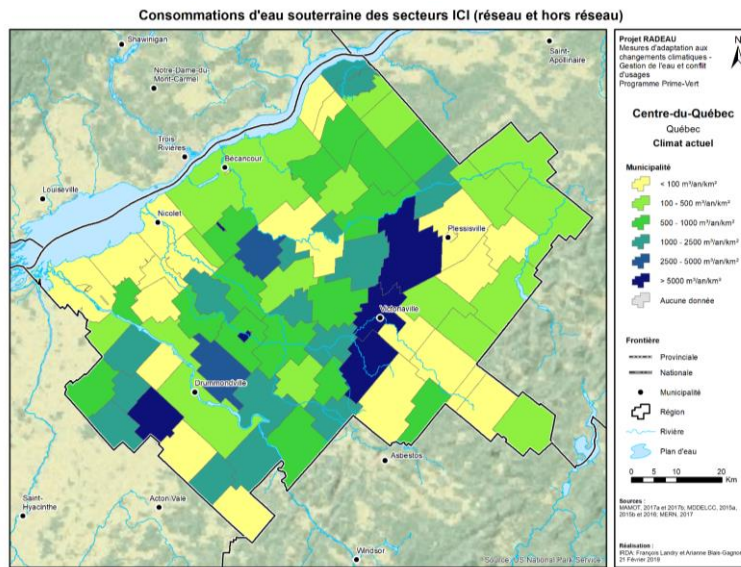 Consommations d'eau souterraine des secteurs ICI (réseau et hors réseau)
Shawinigan
Saint-Apollinaire
Notre-Dame-du
Mont-Carmel
Trois
Rivières
Bécancour
Louiseville
Nicolet
Plessisville
Victoriaville
Drummondville
Asbestos
Saint-
Hyacinthe
Acton Vale
Windsor
Source : US National Park Service
Projet RADEAU
Mesures d'adaptation aux
changements climatiques -
Gestion de l'eau et conflit
d'usages
Programme Prime-Vert
N
Centre-du-Québec
Québec
Climat actuel
Municipalité
< 100 m³/an/km²
100 - 500 m³/an/km²
500 - 1000 m³/an/km²
1000 - 2500 m³/an/km²
2500 - 5000 m³/an/km²
> 5000 m³/an/km²
Aucune donnée
Frontière
Provinciale
Nationale
Municipalité
Région
Rivière
Plan d'eau
0 10 20
Km
Sources :
MAMOT, 2017a et 2017b; MDDELCC, 2015a,
2015b et 2016; MERN, 2017
Réalisation :
IRDA: François Landry et Arianne Blais-Gagnon
21 Février 2018